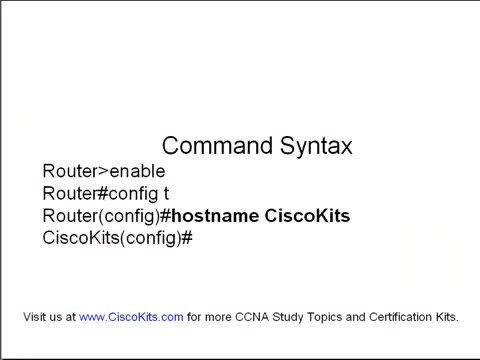 Command Syntax
Router>enable
Router#config t
Router(config)#hostname CiscoKits
CiscoKits(config)#
Visit us at www.CiscoKits.com for more CCNA Study Topics and Certification Kits.